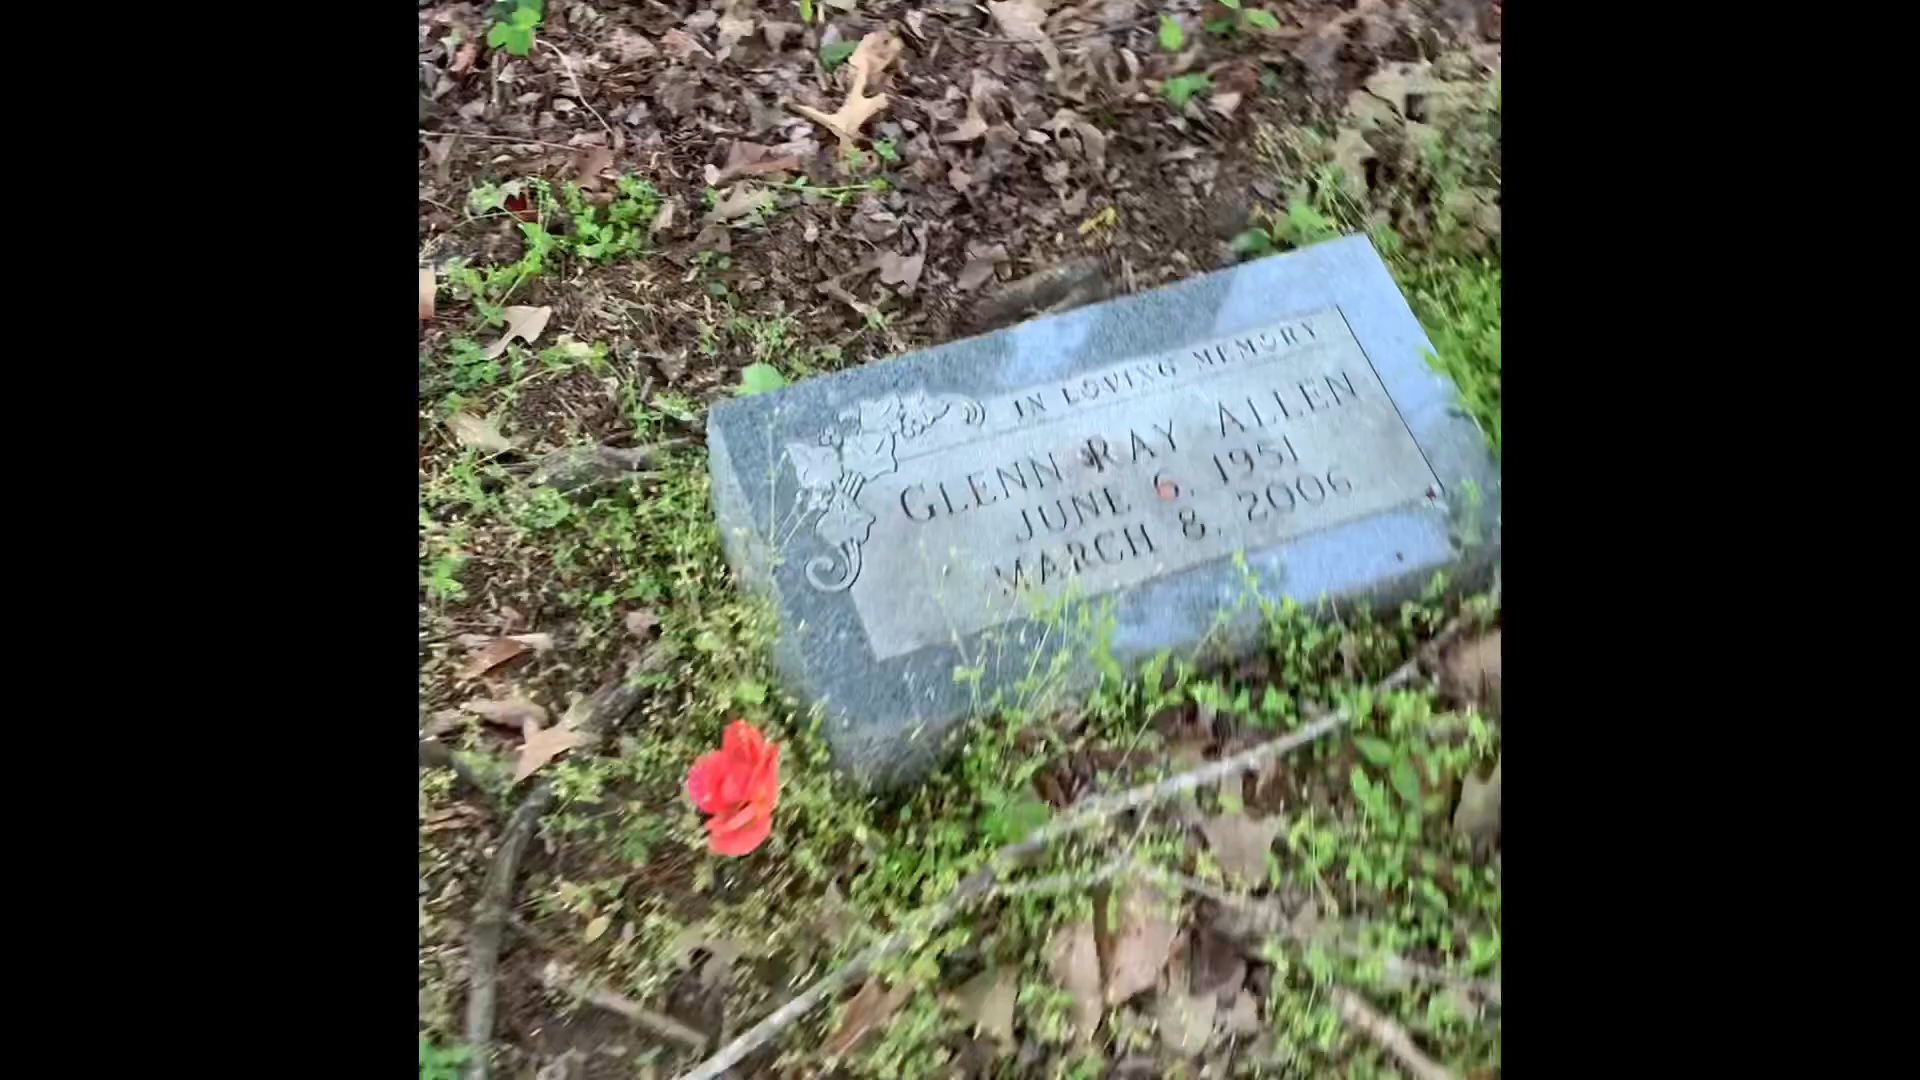 IN LOVING MEMORY
GLENN RAY ALLEN
JUNE 6, 1951
MARCH 8, 2006